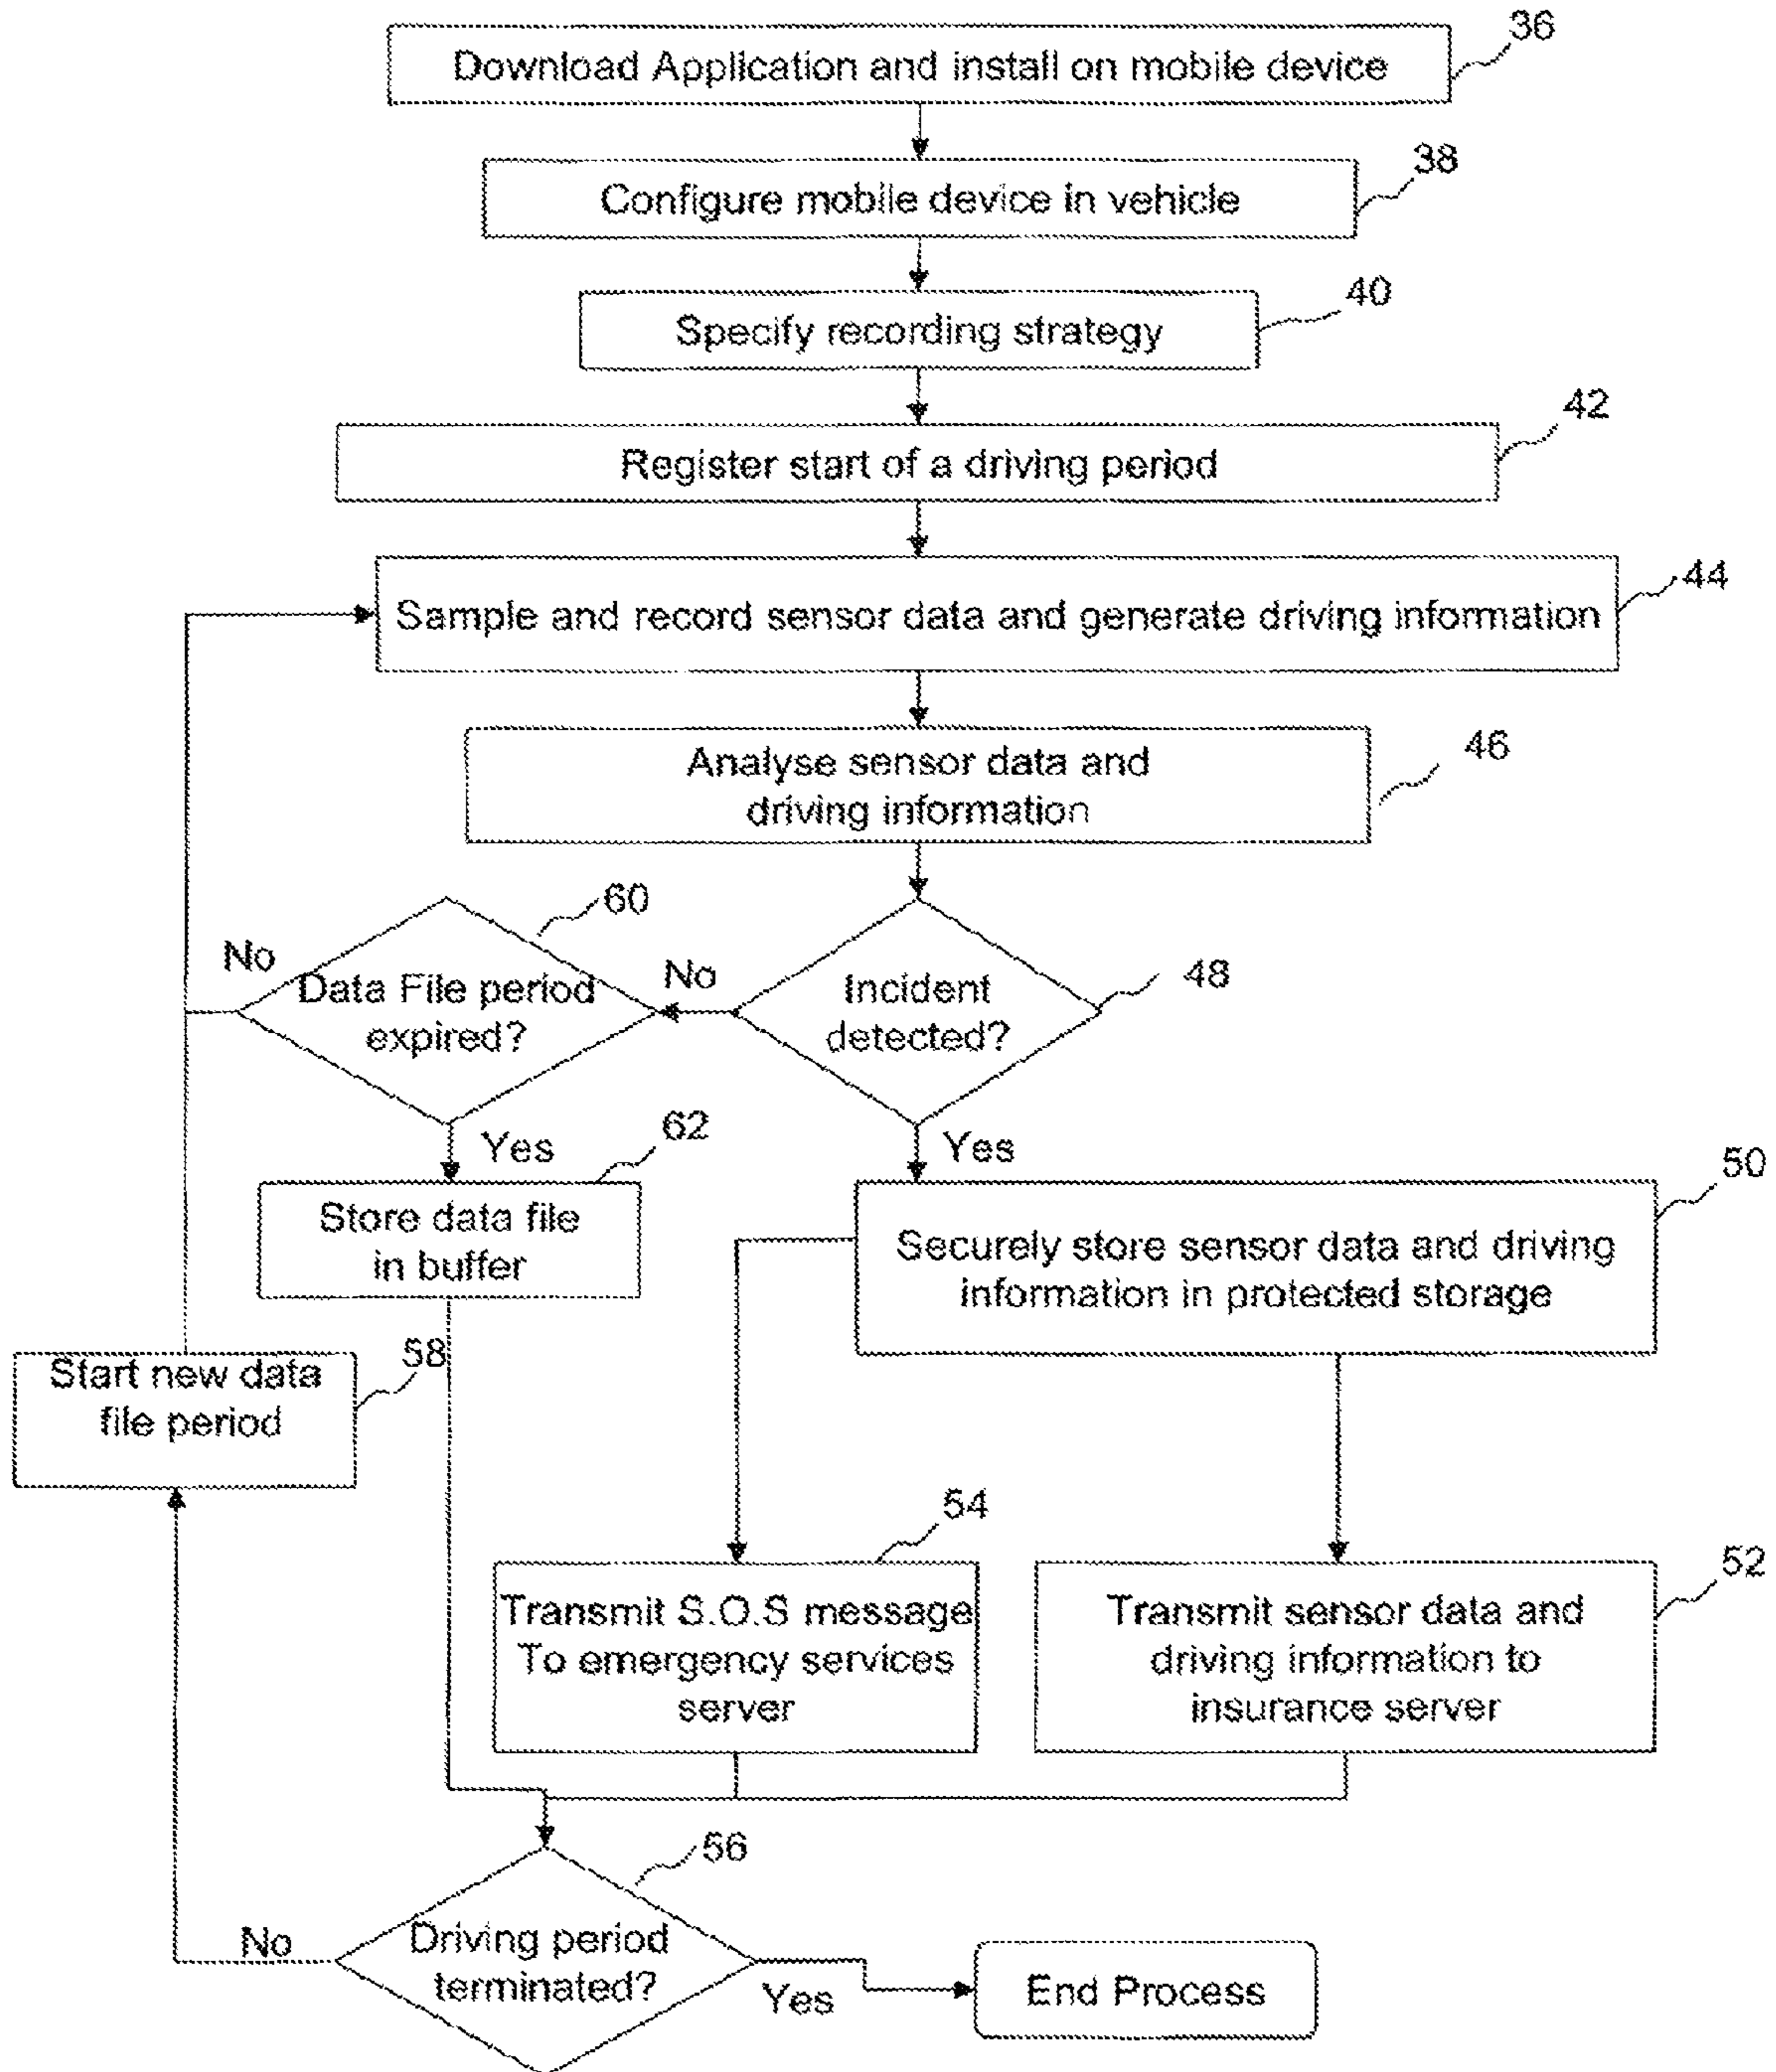 Download Application and install on mobile device
36
Configure mobile device in vehicle
38
Specify recording strategy
40
Register start of a driving period
42
Sample and record sensor data and generate driving information
44
Analyse sensor data and
driving information
46
Incident
detected?
48
No
Yes
Data File period
expired?
60
No
Yes
Store data file
in buffer
62
Securely store sensor data and driving
information in protected storage
50
Start new data
file period
58
Transmit S.O.S message
To emergency services
server
54
Transmit sensor data and
driving information to
insurance server
52
Driving period
terminated?
56
No
Yes
End Process